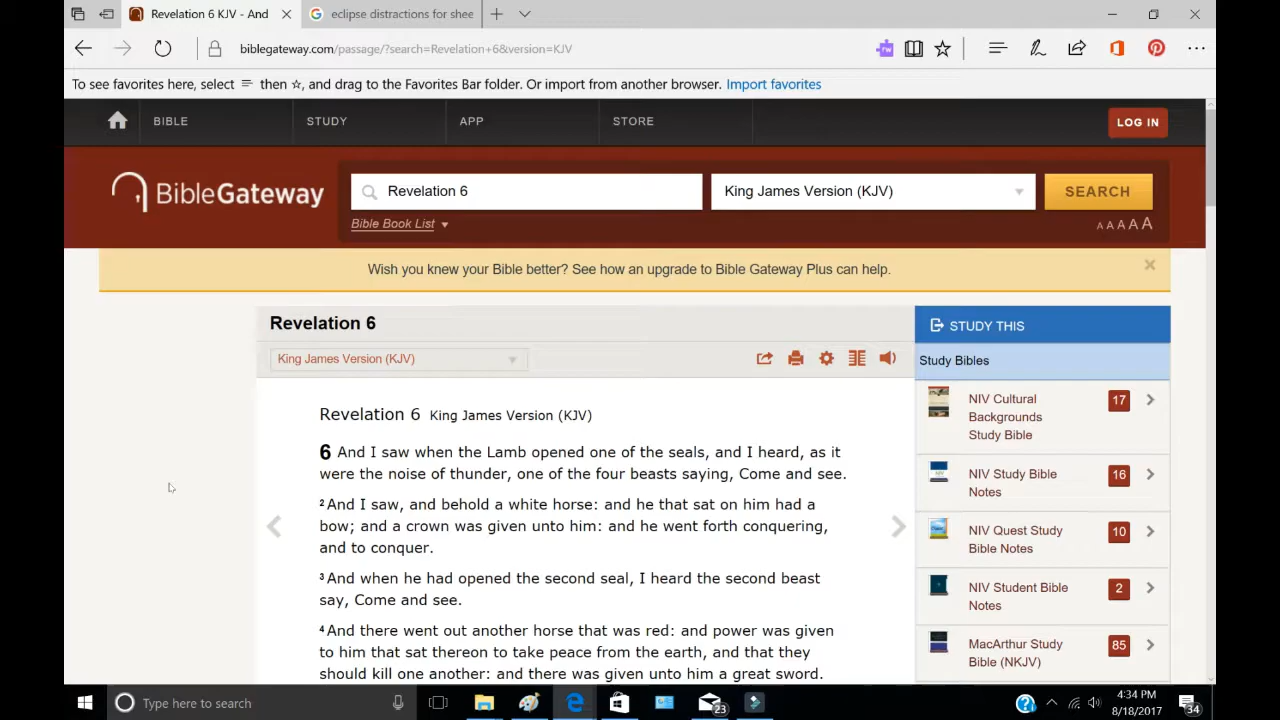 Revelation 6 KJV - And
eclipse distractions for shee
biblegateway.com/passage/?search=Revelation+6&version=KJV
To see favorites here, select then ☆, and drag to the Favorites Bar folder. Or import from another browser. Import favorites
BIBLE STUDY APP STORE LOG IN
BibleGateway
Revelation 6
King James Version (KJV)
SEARCH
Bible Book List
A A A A A
Wish you knew your Bible better? See how an upgrade to Bible Gateway Plus can help.
Revelation 6
King James Version (KJV)
Revelation 6 King James Version (KJV)
6 And I saw when the Lamb opened one of the seals, and I heard, as it
were the noise of thunder, one of the four beasts saying, Come and see.
2 And I saw, and behold a white horse: and he that sat on him had a
bow; and a crown was given unto him: and he went forth conquering,
and to conquer.
3 And when he had opened the second seal, I heard the second beast
say, Come and see.
4 And there went out another horse that was red: and power was given
to him that sat thereon to take peace from the earth, and that they
should kill one another: and there was given unto him a great sword.
STUDY THIS
Study Bibles
NIV Cultural
Backgrounds
Study Bible
17
NIV Study Bible
Notes
16
NIV Quest Study
Bible Notes
10
NIV Student Bible
Notes
2
MacArthur Study
Bible (NKJV)
85
Type here to search
23
4:34 PM
8/18/2017
34